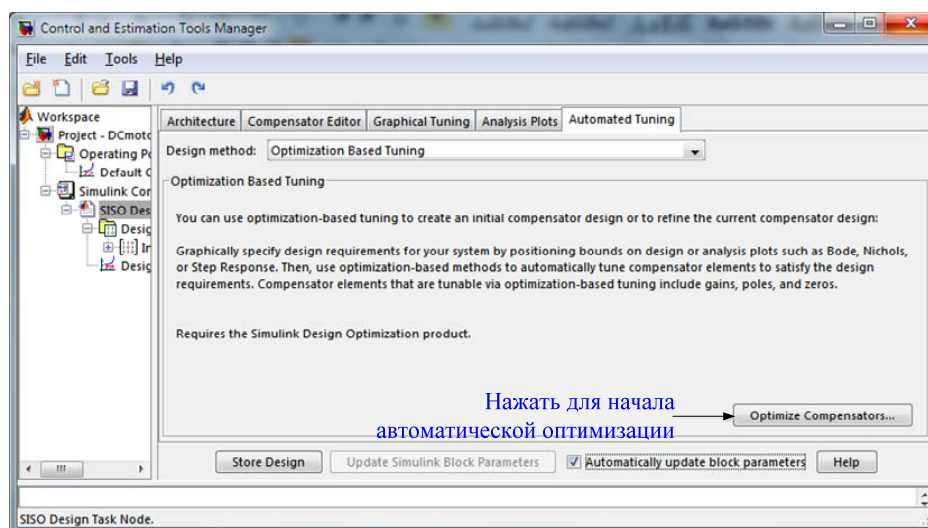 Control and Estimation Tools Manager
File Edit Tools Help
Workspace
Project - DCmoto
Operating Po
Default O
Simulink Cor
SISO Des
Desig
In
Desig
Architecture Compensator Editor Graphical Tuning Analysis Plots Automated Tuning
Design method: Optimization Based Tuning
Optimization Based Tuning
You can use optimization-based tuning to create an initial compensator design or to refine the current compensator design:
Graphically specify design requirements for your system by positioning bounds on design or analysis plots such as Bode, Nichols,
or Step Response. Then, use optimization-based methods to automatically tune compensator elements to satisfy the design
requirements. Compensator elements that are tunable via optimization-based tuning include gains, poles, and zeros.
Requires the Simulink Design Optimization product.
Нажать для начала
автоматической оптимизации
Optimize Compensators...
Store Design Update Simulink Block Parameters Automatically update block parameters Help
SISO Design Task Node.